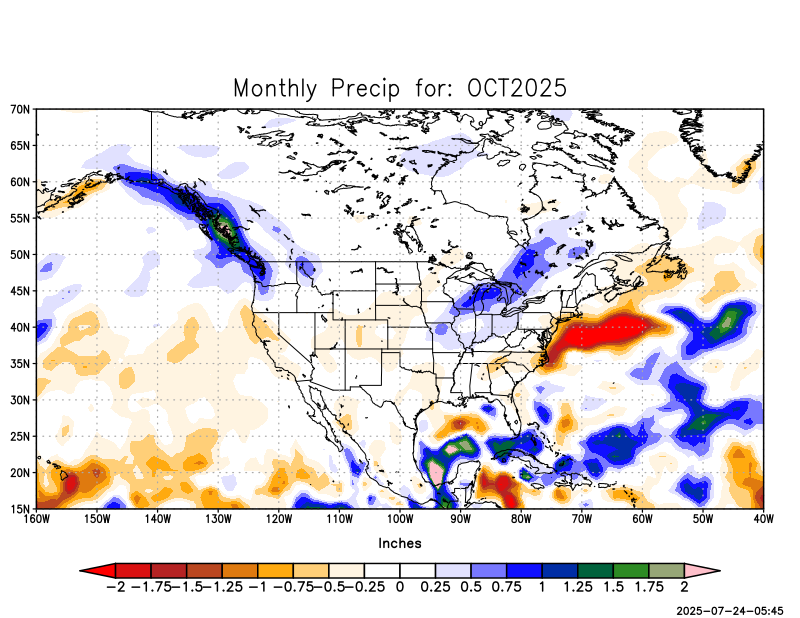 Monthly Precip for: OCT2025
70N
65N
60N
55N
50N
45N
40N
35N
30N
25N
20N
15N
160W 150W 140W 130W 120W 110W 100W 90W 80W 70W 60W 50W 40W
Inches
-2 -1.75 -1.5 -1.25 -1 -0.75 -0.5 -0.25 0 0.25 0.5 0.75 1 1.25 1.5 1.75 2
2025-07-24-05:45